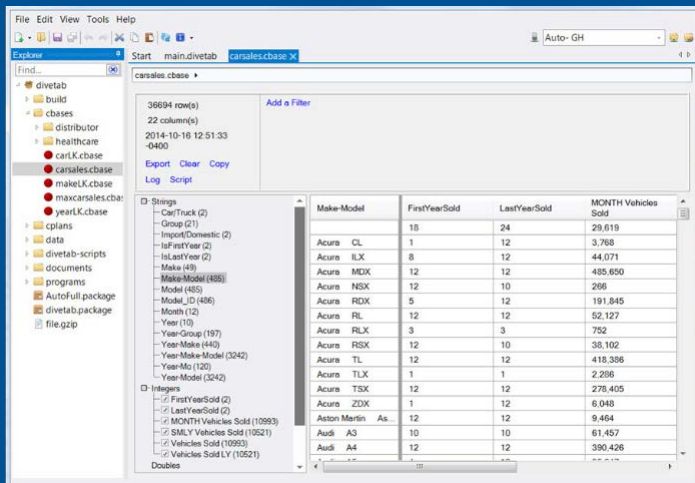 File Edit View Tools Help
Auto- GH
Explorer
Start main.divetab carsales.cbase
Find...
carsales.cbase
divetab
build
cbases
distributor
healthcare
carLK.cbase
carsales.cbase
makeLK.cbase
maxcarsales.cba
yearLK.cbase
cplans
data
divetab-scripts
documents
programs
AutoFull.package
divetab.package
file.gzip
36694 row(s)
22 column(s)
2014-10-16 12:51:33
-0400
Export Clear Copy
Log Script
Add a Filter
Strings
Car/Truck (2)
Group (21)
Import/Domestic (2)
IsFirstYear (2)
IsLastYear (2)
Make (49)
Make-Model (485)
Model (485)
Model_ID (486)
Month (12)
Year (10)
Year-Group (197)
Year-Make (440)
Year-Make-Model (3242)
Year-Mo (120)
Year-Model (3242)
Integers
FirstYearSold (2)
LastYearSold (2)
MONTH Vehicles Sold (10993)
SMLY Vehicles Sold (10521)
Vehicles Sold (10993)
Vehicles Sold LY (10521)
Doubles
Make-Model FirstYearSold LastYearSold MONTH Vehicles Sold
18 24 29,619
Acura CL 1 12 3,768
Acura ILX 8 12 44,071
Acura MDX 12 12 485,650
Acura NSX 12 10 266
Acura RDX 5 12 191,845
Acura RL 12 12 52,127
Acura RLX 3 3 752
Acura RSX 12 10 38,102
Acura TL 12 12 418,386
Acura TLX 1 1 2,286
Acura TSX 12 12 278,405
Acura ZDX 1 12 6,048
Aston Martin As... 12 12 9,464
Audi A3 10 10 61,457
Audi A4 12 12 390,426